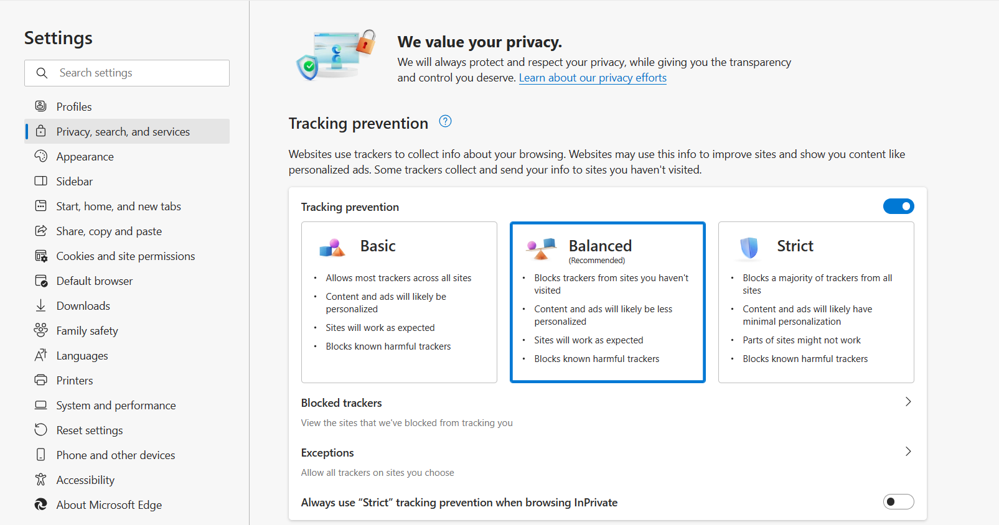 Settings
Search settings
Profiles
Privacy, search, and services
Appearance
Sidebar
Start, home, and new tabs
Share, copy and paste
Cookies and site permissions
Default browser
Downloads
Family safety
Languages
Printers
System and performance
Reset settings
Phone and other devices
Accessibility
About Microsoft Edge
We value your privacy.
We will always protect and respect your privacy, while giving you the transparency
and control you deserve. Learn about our privacy efforts
Tracking prevention
Websites use trackers to collect info about your browsing. Websites may use this info to improve sites and show you content like
personalized ads. Some trackers collect and send your info to sites you haven't visited.
Tracking prevention
Basic
• Allows most trackers across all sites
• Content and ads will likely be
personalized
• Sites will work as expected
• Blocks known harmful trackers
Balanced
(Recommended)
• Blocks trackers from sites you haven't
visited
• Content and ads will likely be less
personalized
• Sites will work as expected
• Blocks known harmful trackers
Strict
• Blocks a majority of trackers from all
sites
• Content and ads will likely have
minimal personalization
• Parts of sites might not work
• Blocks known harmful trackers
Blocked trackers
View the sites that we've blocked from tracking you
Exceptions
Allow all trackers on sites you choose
Always use “Strict” tracking prevention when browsing InPrivate